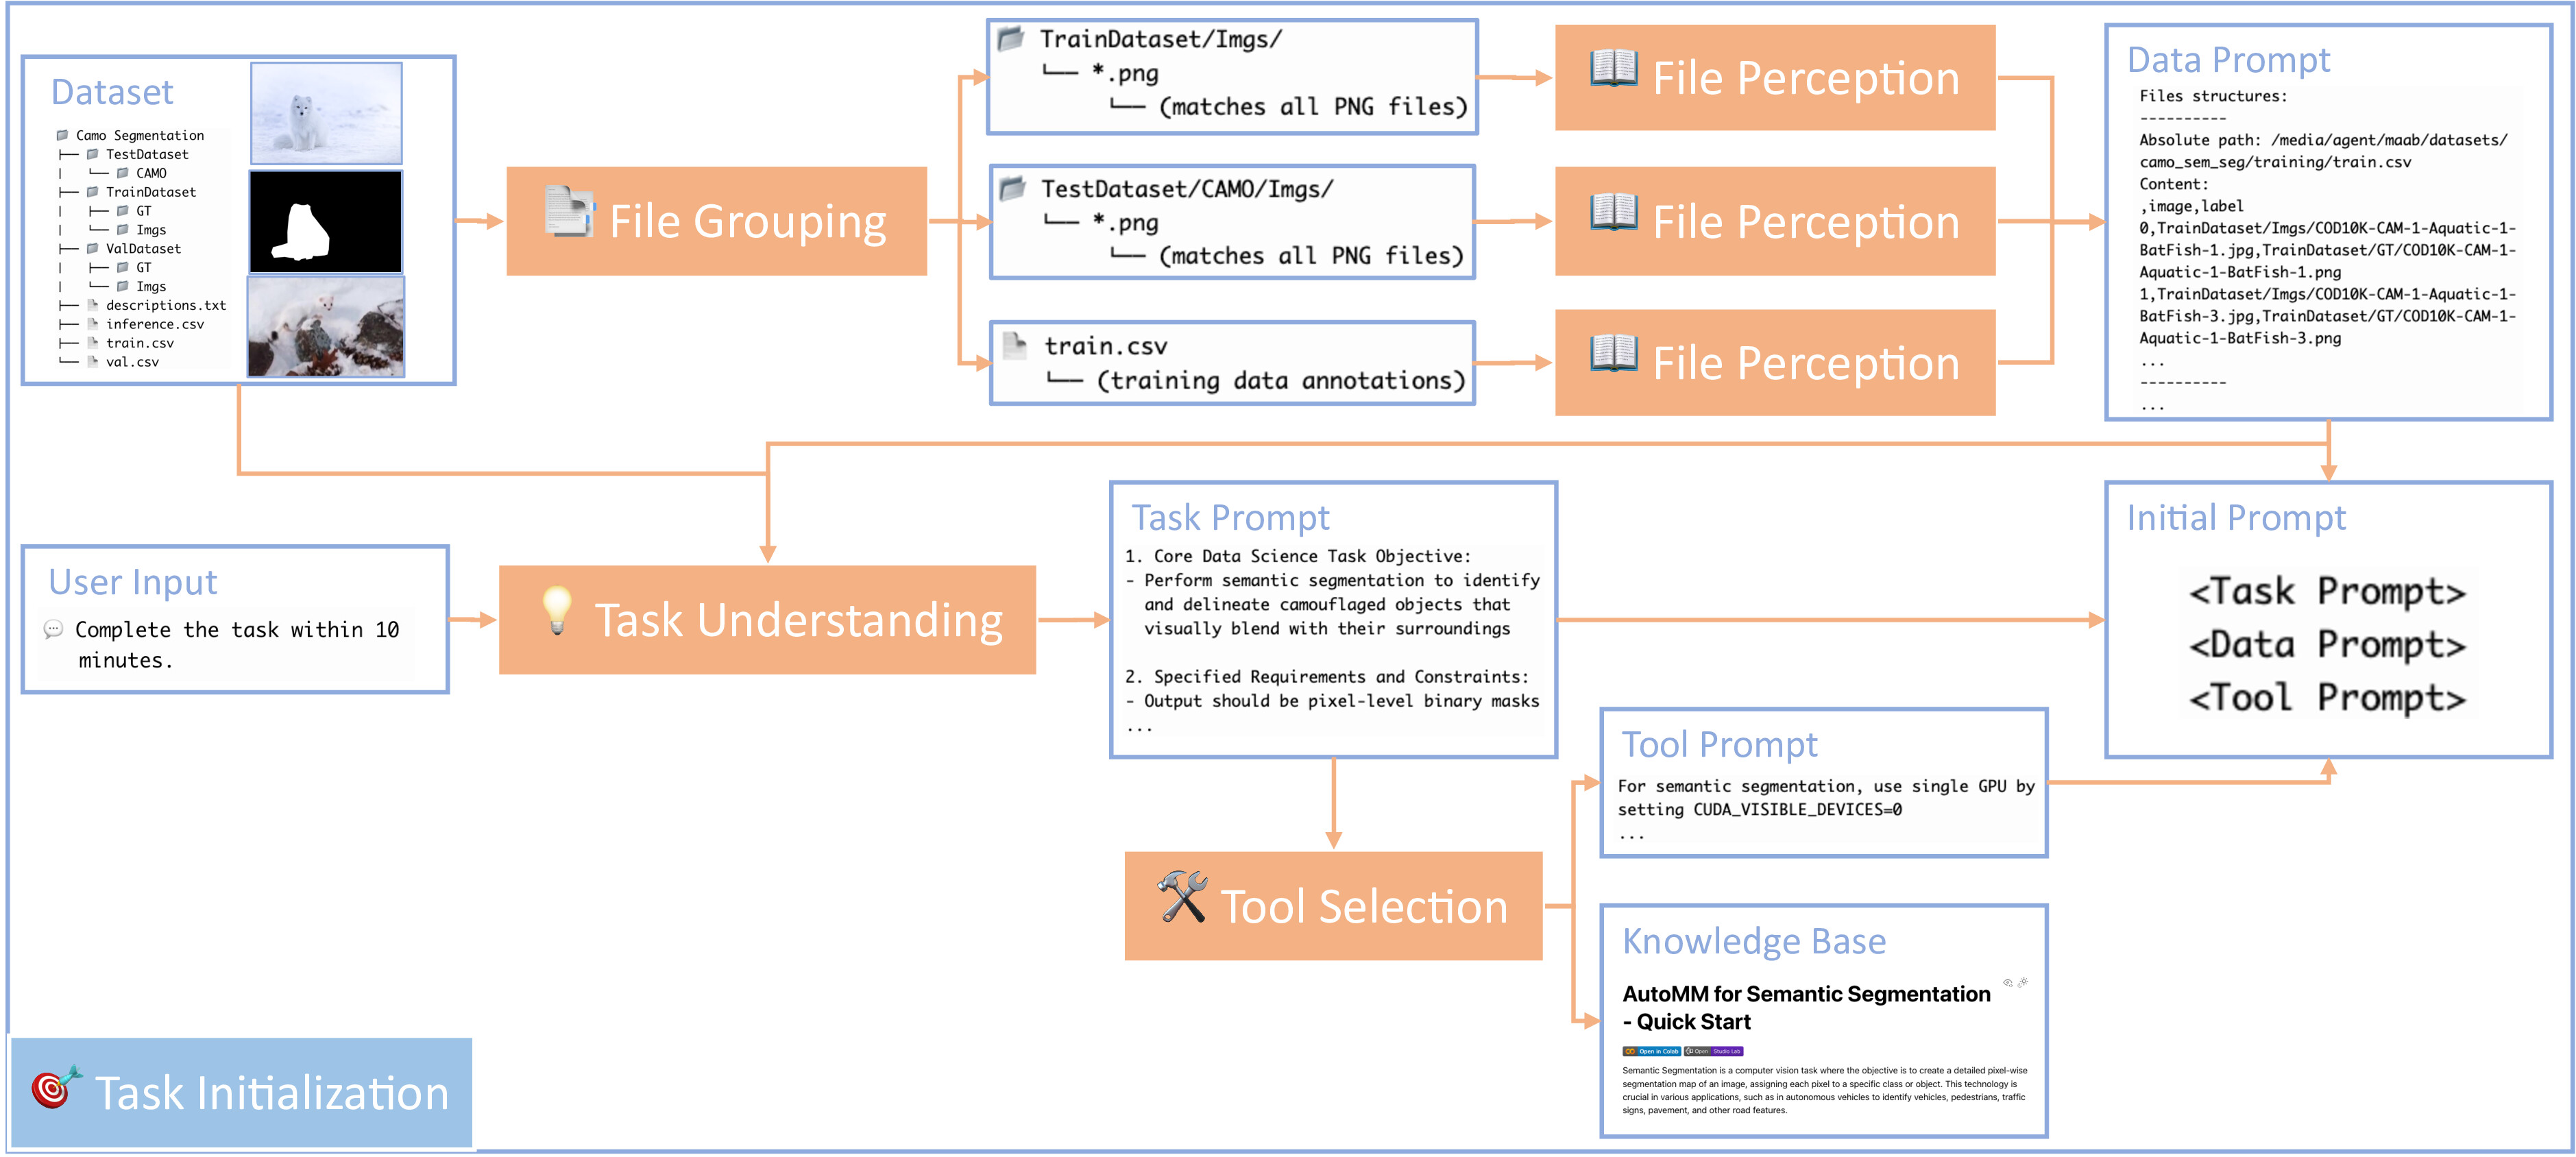 Dataset
Camo Segmentation
TestDataset
CAMO
TrainDataset
GT
Imgs
ValDataset
GT
Imgs
descriptions.txt
inference.csv
train.csv
val.csv
File Grouping
TrainDataset/Imgs/
*.png
(matches all PNG files)
TestDataset/CAMO/Imgs/
*.png
(matches all PNG files)
train.csv
(training data annotations)
File Perception
File Perception
File Perception
Data Prompt
Files structures:
----------
Absolute path: /media/agent/maab/datasets/
camo_sem_seg/training/train.csv
Content:
,image,label
0,TrainDataset/Imgs/COD10K-CAM-1-Aquatic-1-
BatFish-1.jpg,TrainDataset/GT/COD10K-CAM-1-
Aquatic-1-BatFish-1.png
1,TrainDataset/Imgs/COD10K-CAM-1-Aquatic-1-
BatFish-3.jpg,TrainDataset/GT/COD10K-CAM-1-
Aquatic-1-BatFish-3.png
...
----------
...
User Input
Complete the task within 10
minutes.
Task Understanding
Task Prompt
1. Core Data Science Task Objective:
- Perform semantic segmentation to identify
and delineate camouflaged objects that
visually blend with their surroundings
2. Specified Requirements and Constraints:
- Output should be pixel-level binary masks
...
Initial Prompt
<Task Prompt>
<Data Prompt>
<Tool Prompt>
Tool Selection
Tool Prompt
For semantic segmentation, use single GPU by
setting CUDA_VISIBLE_DEVICES=0
...
Knowledge Base
AutoMM for Semantic Segmentation
- Quick Start
Open in Colab
Open Studio Lab
Semantic Segmentation is a computer vision task where the objective is to create a detailed pixel-wise
segmentation map of an image, assigning each pixel to a specific class or object. This technology is
crucial in various applications, such as in autonomous vehicles to identify vehicles, pedestrians, traffic
signs, pavement, and other road features.
Task Initialization